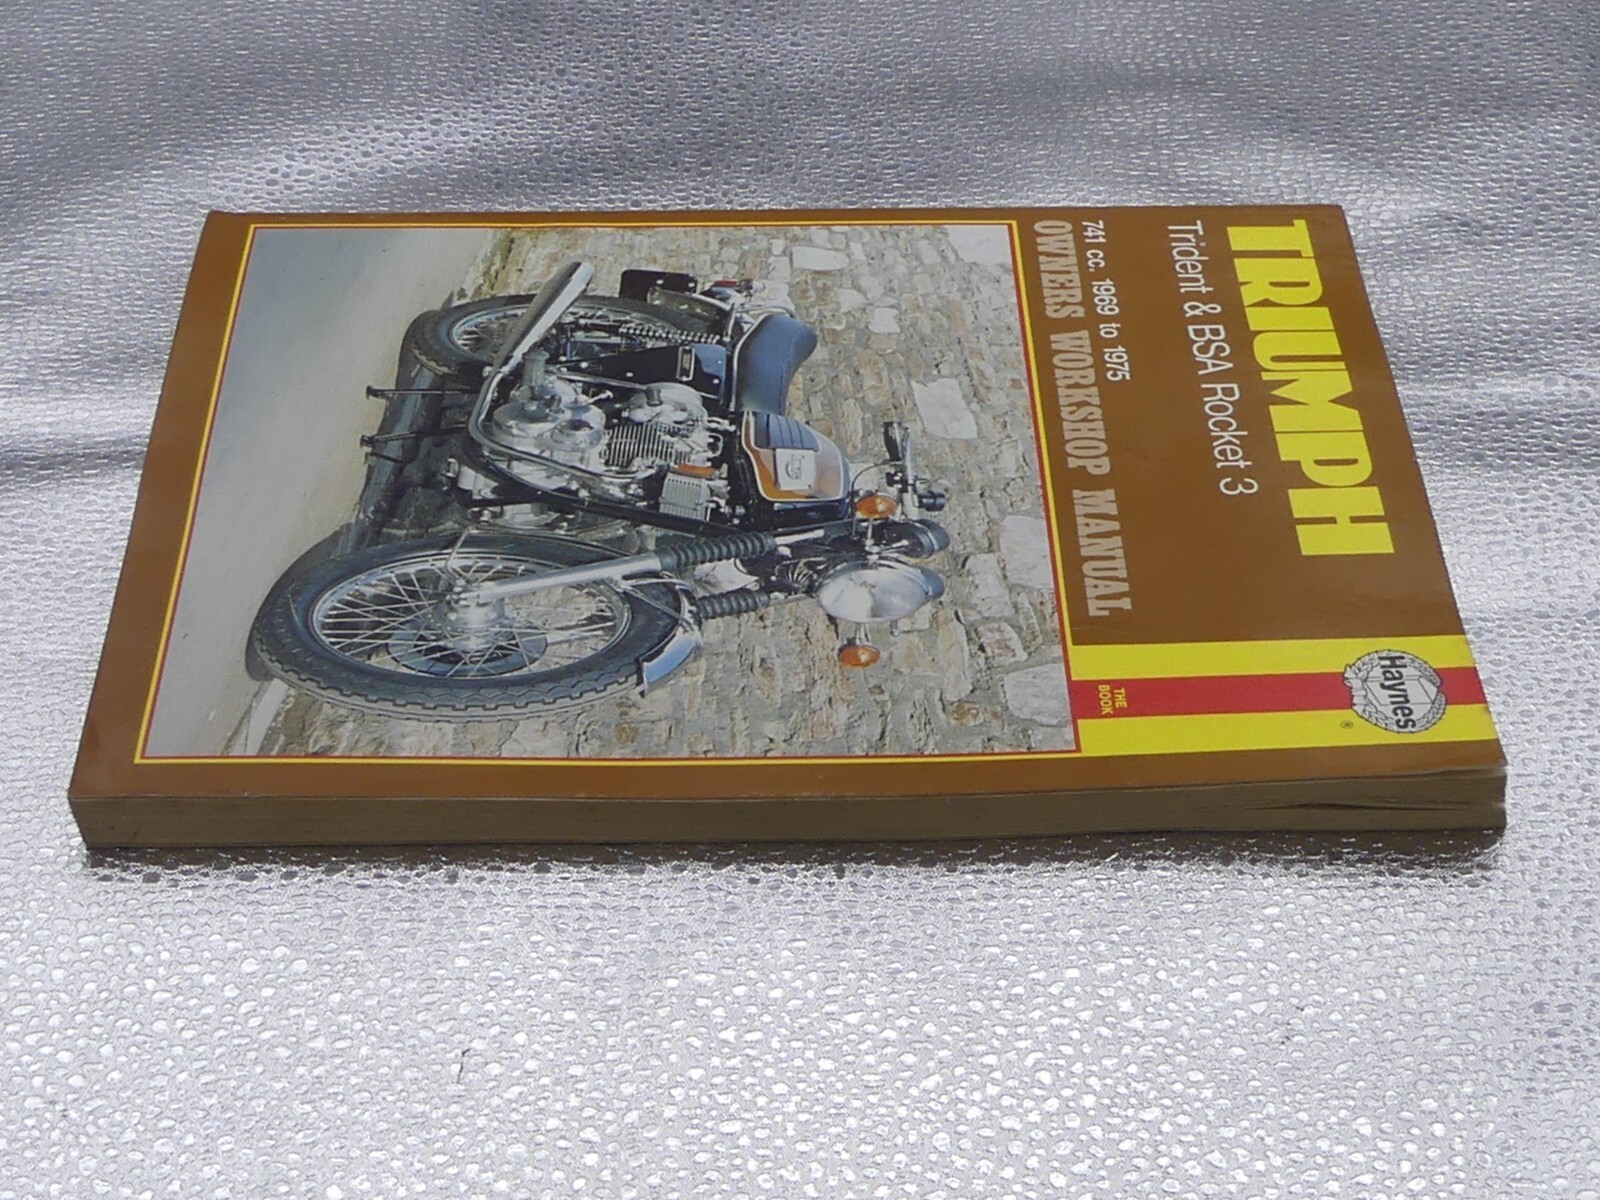 TRIUMPH
Trident & BSA Rocket 3
741 cc. 1969 to 1975
OWNERS WORKSHOP MANUAL
Haynes
®
THE
BOOK